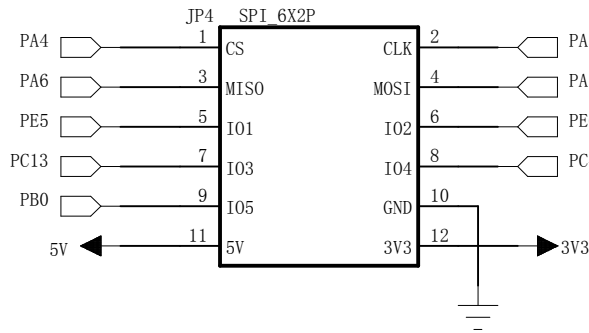 JP4 SPI_6X2P
PA4 1 CS CLK 2 PA
PA6 3 MISO MOSI 4 PA
PE5 5 IO1 IO2 6 PE
PC13 7 IO3 IO4 8 PC
PB0 9 IO5 GND 10
5V 11 5V 3V3 12 3V3